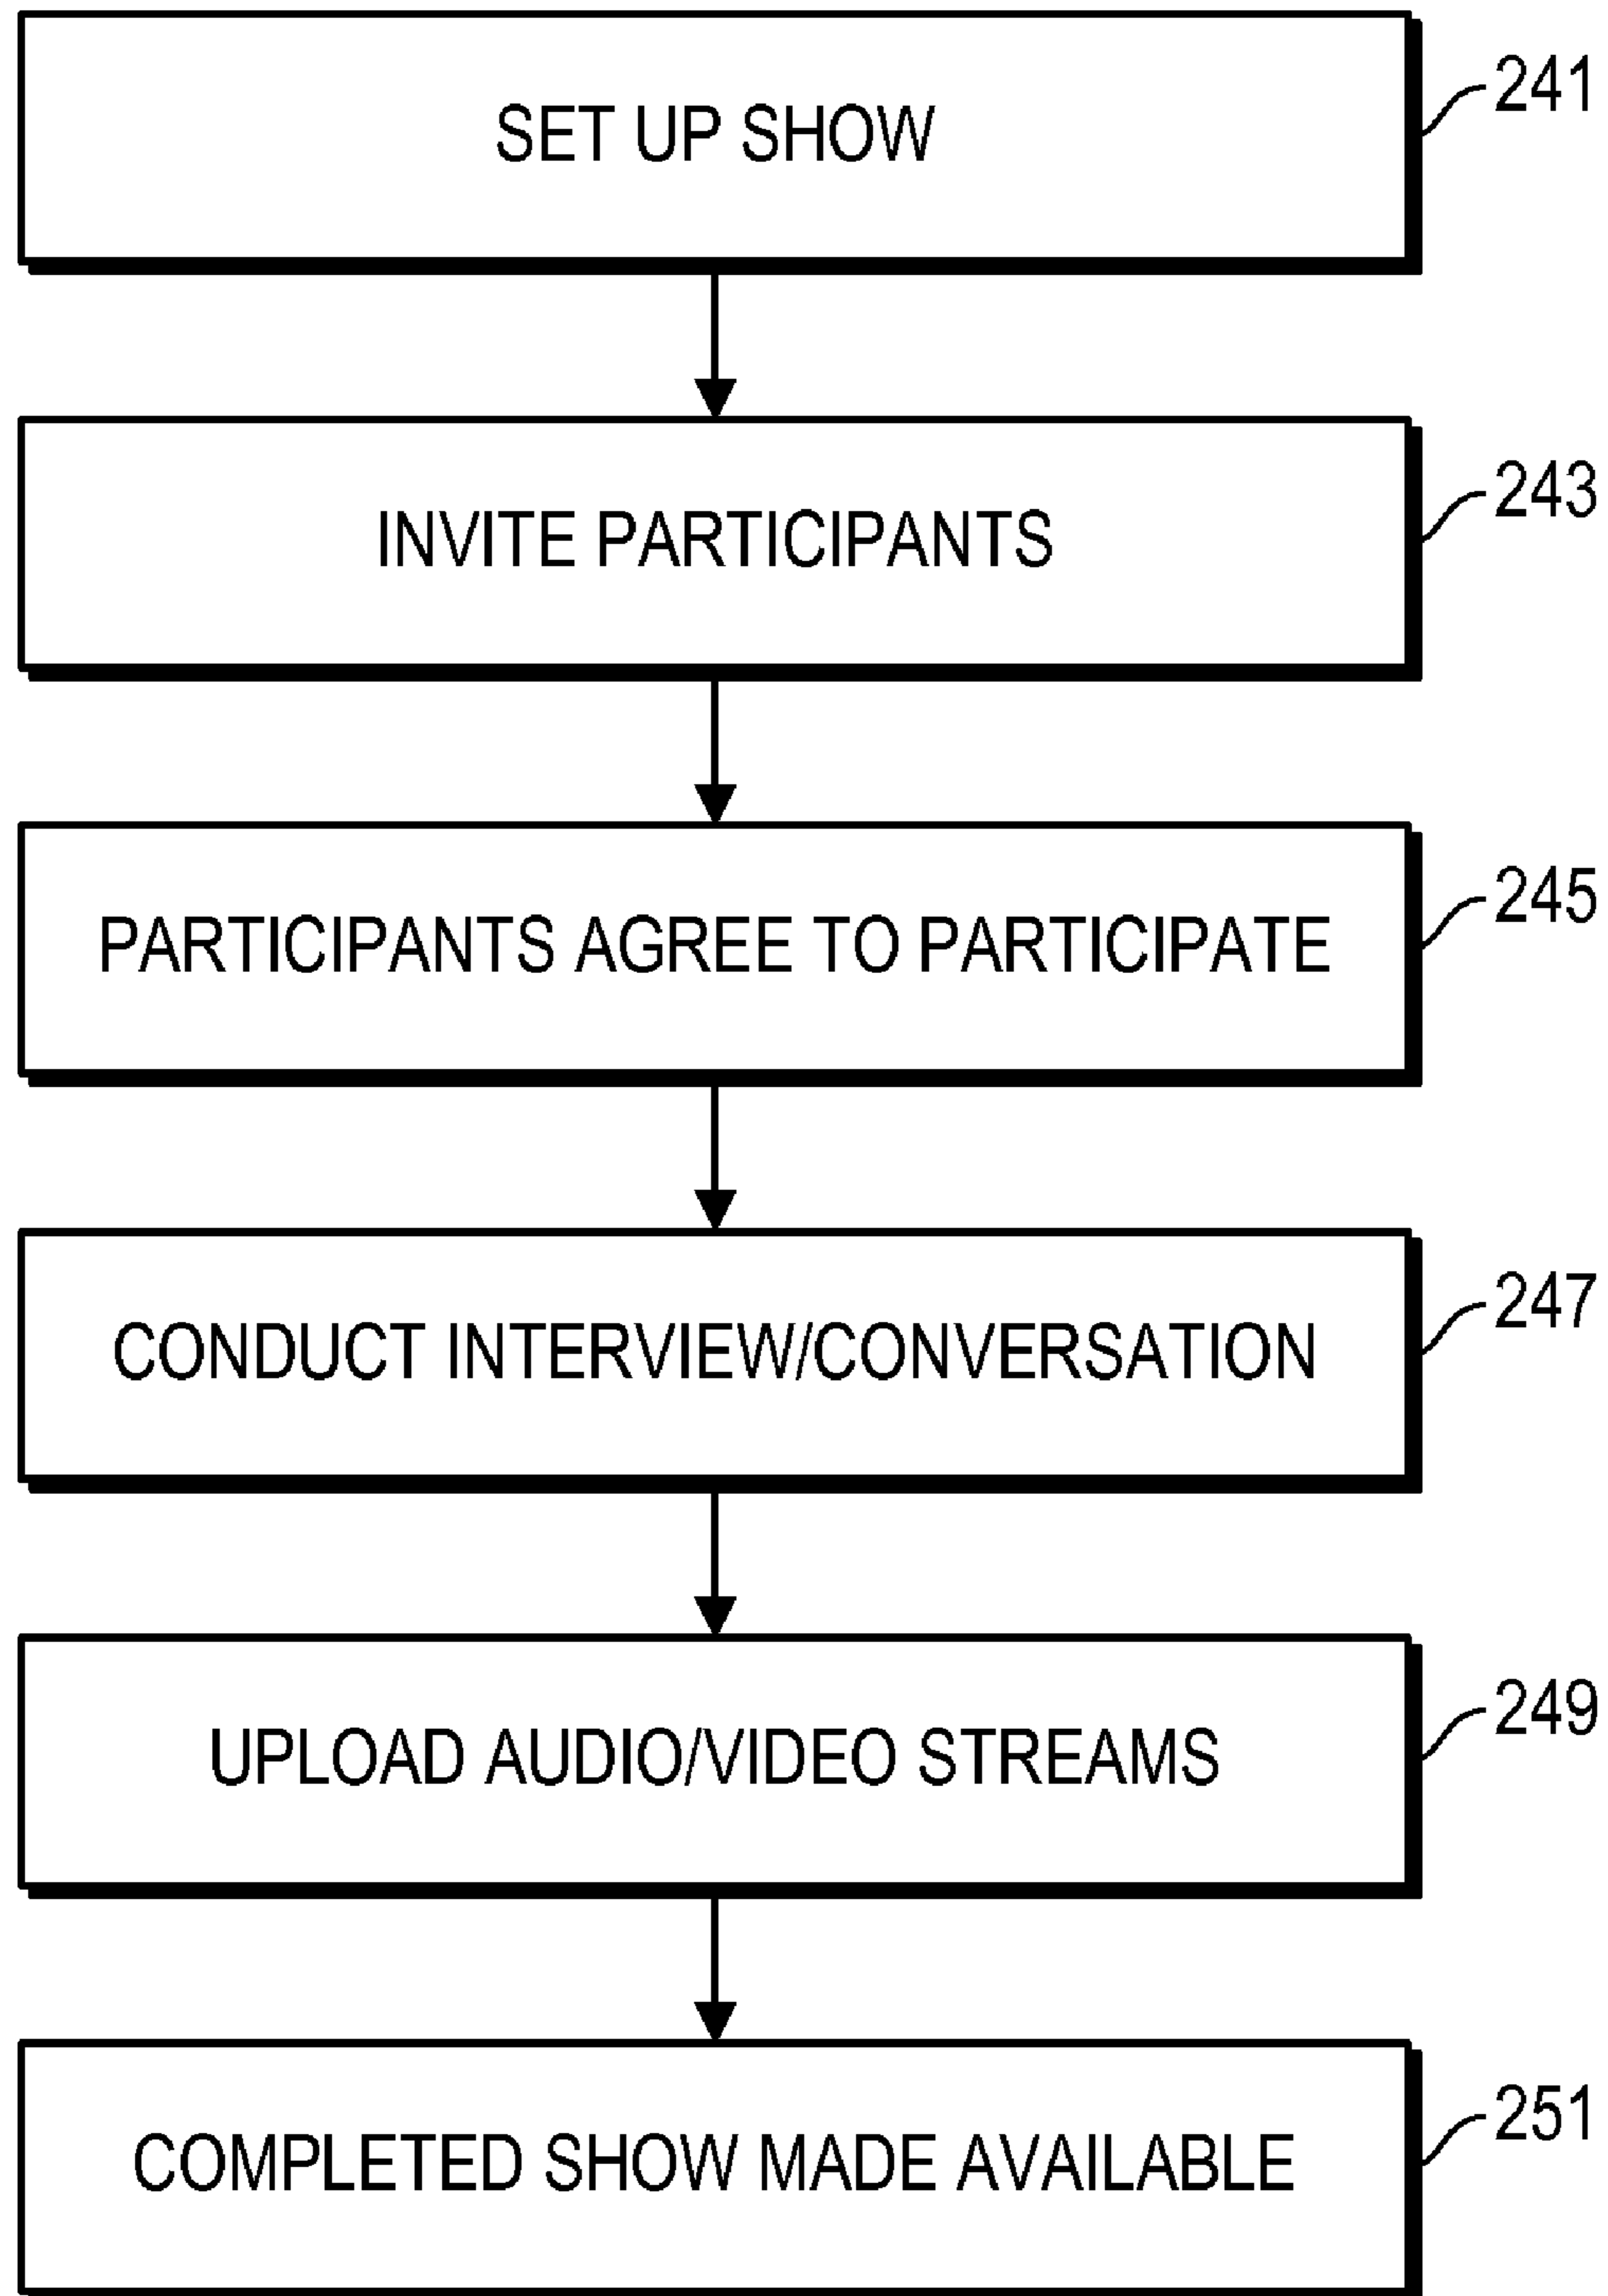 SET UP SHOW
241
INVITE PARTICIPANTS
243
PARTICIPANTS AGREE TO PARTICIPATE
245
CONDUCT INTERVIEW/CONVERSATION
247
UPLOAD AUDIO/VIDEO STREAMS
249
COMPLETED SHOW MADE AVAILABLE
251